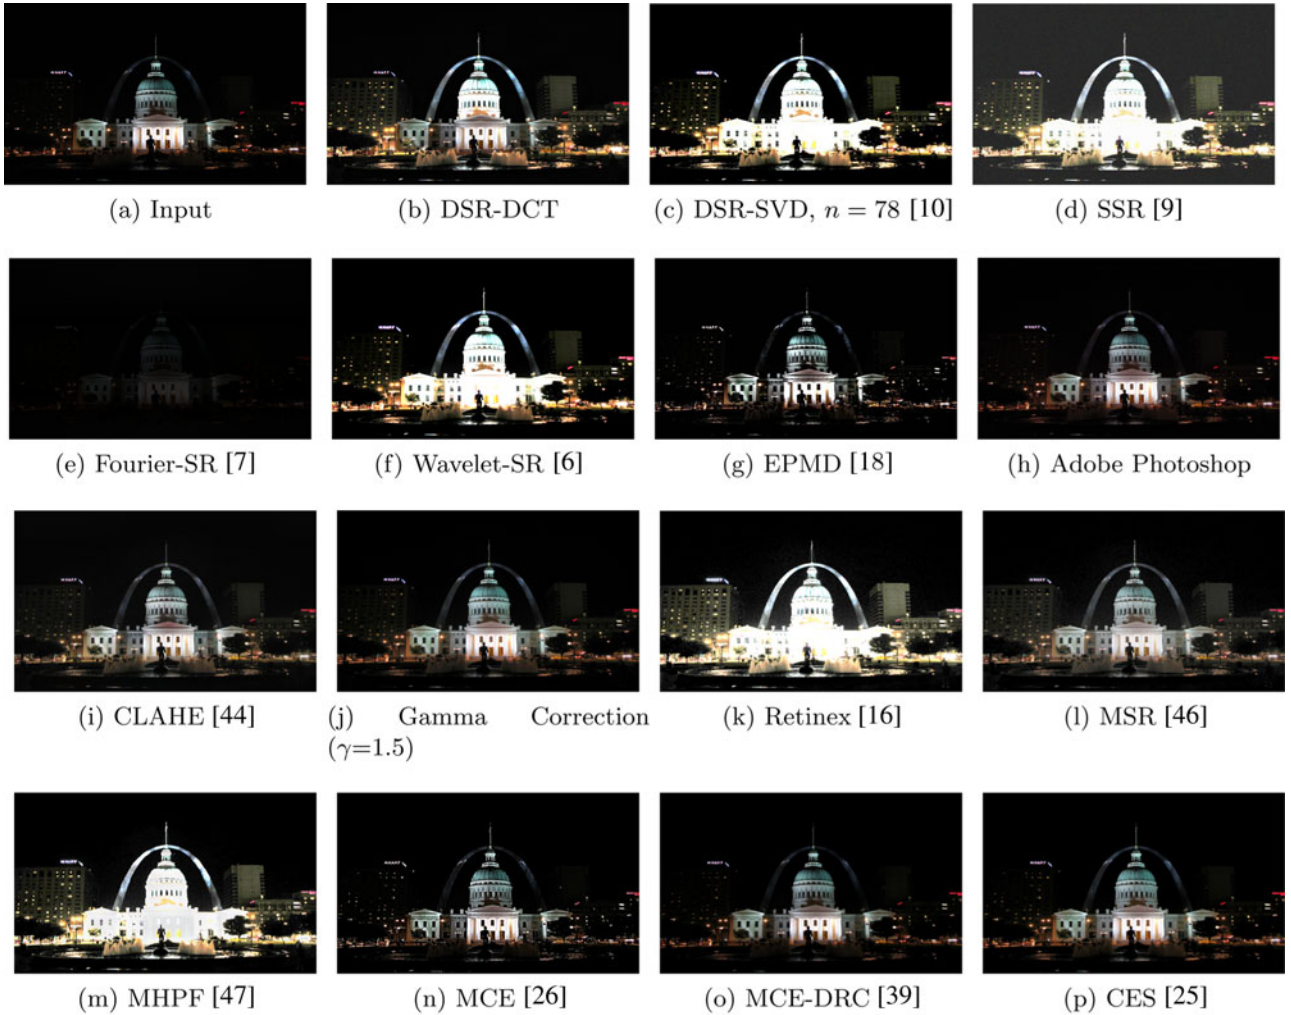 (a) Input
(b) DSR-DCT
(c) DSR-SVD, n = 78 [10]
(d) SSR [9]
(e) Fourier-SR [7]
(f) Wavelet-SR [6]
(g) EPMD [18]
(h) Adobe Photoshop
(i) CLAHE [44]
(j) Gamma Correction
(γ=1.5)
(k) Retinex [16]
(l) MSR [46]
(m) MHPF [47]
(n) MCE [26]
(o) MCE-DRC [39]
(p) CES [25]